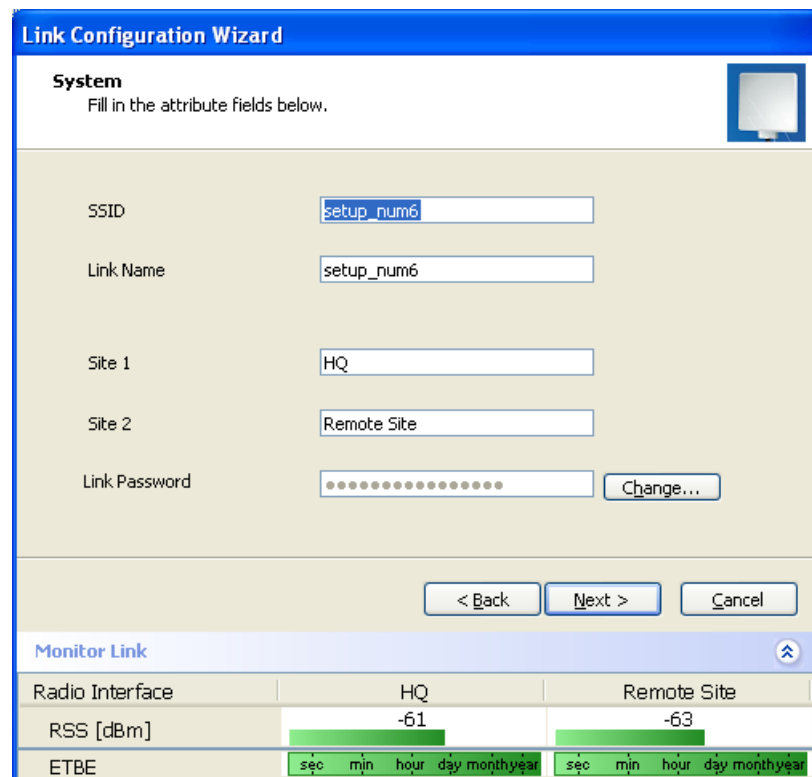 Link Configuration Wizard
System
Fill in the attribute fields below.
SSID setup_num6
Link Name setup_num6
Site 1 HQ
Site 2 Remote Site
Link Password ●●●●●●●●●●●●●●●● Change...
< Back Next > Cancel
Monitor Link
Radio Interface HQ Remote Site
RSS [dBm] -61 -63
ETBE sec min hour day month year sec min hour day month year